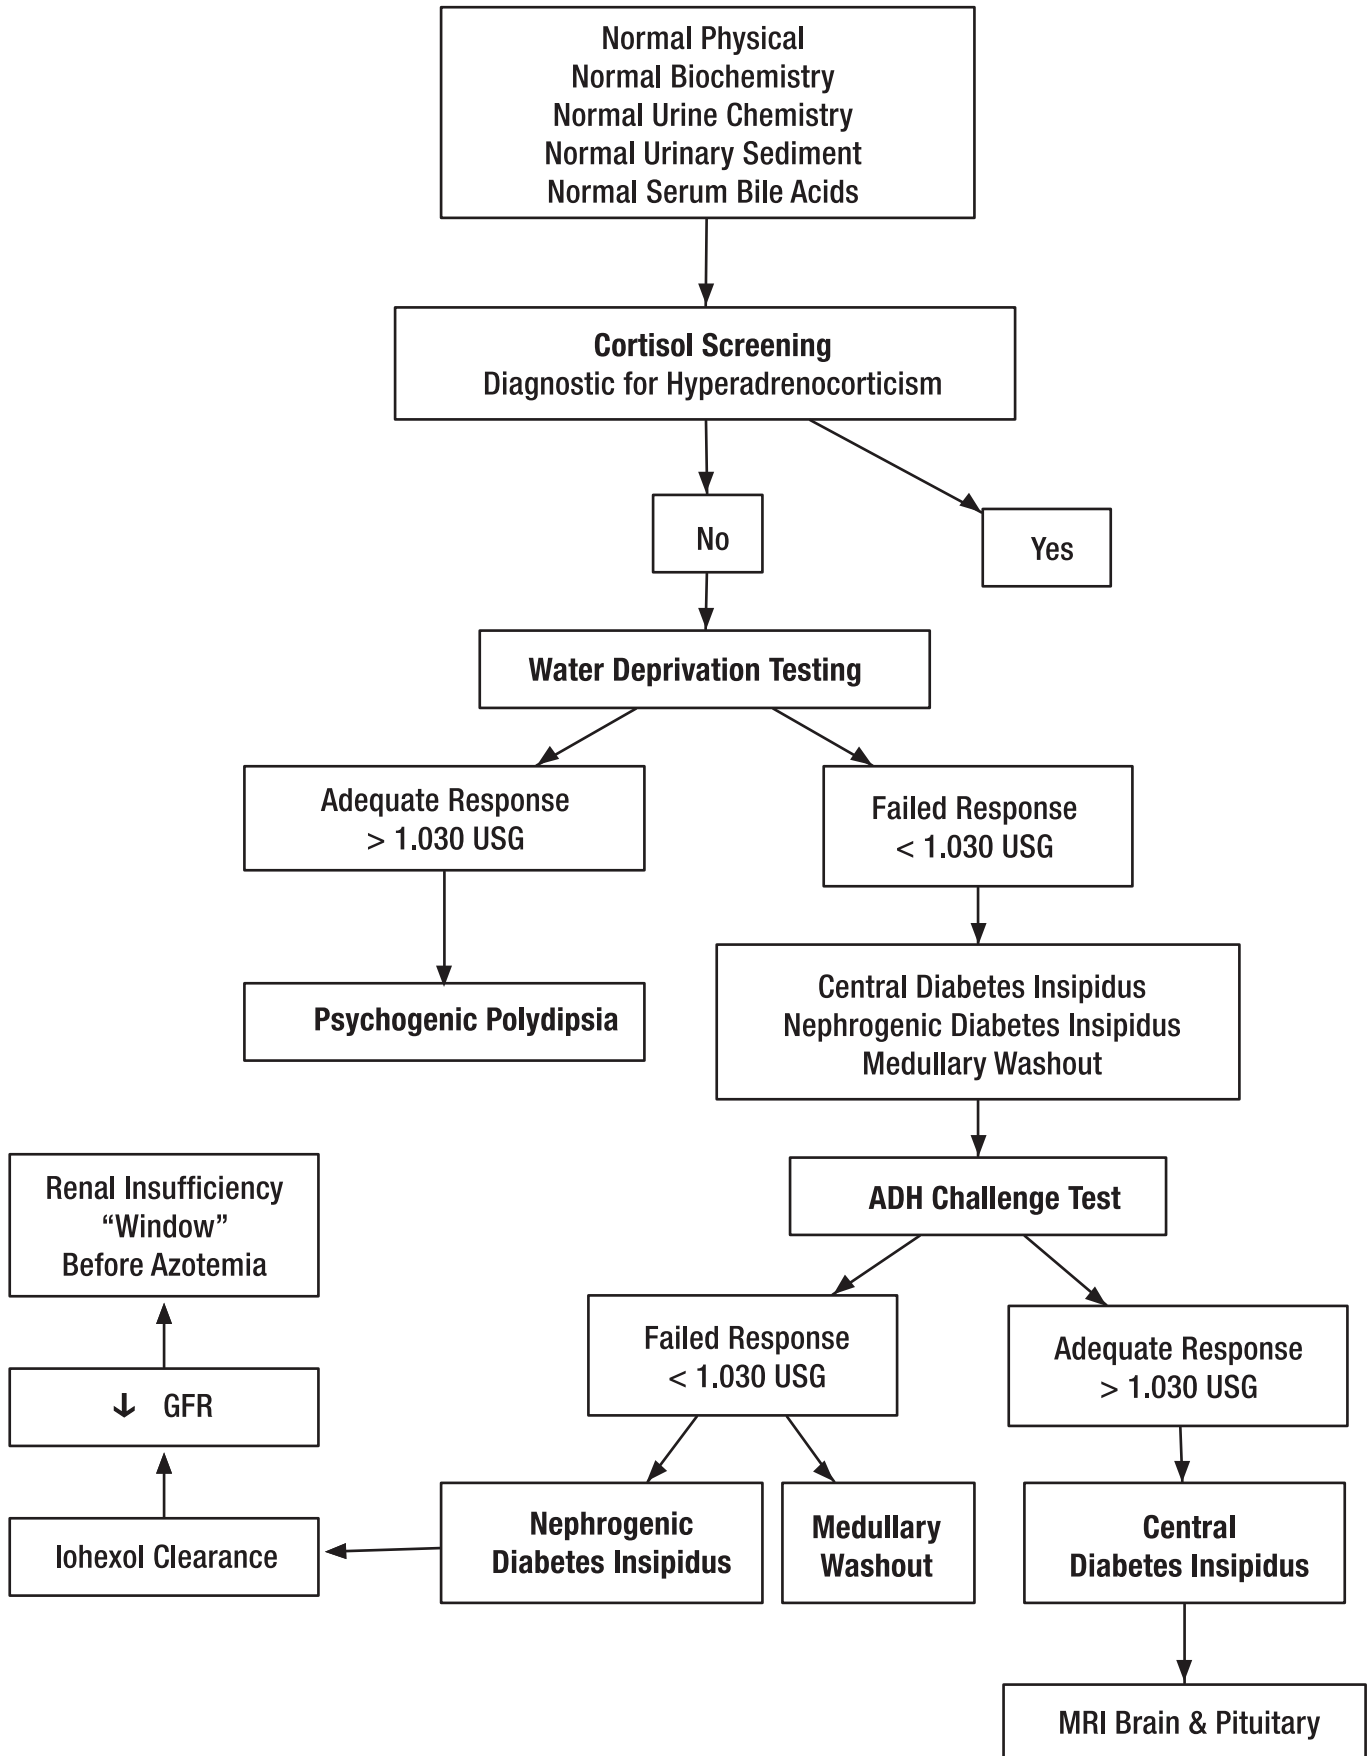 Normal Physical
Normal Biochemistry
Normal Urine Chemistry
Normal Urinary Sediment
Normal Serum Bile Acids
Cortisol Screening
Diagnostic for Hyperadrenocorticism
No
Yes
Water Deprivation Testing
Adequate Response
> 1.030 USG
Failed Response
< 1.030 USG
Psychogenic Polydipsia
Central Diabetes Insipidus
Nephrogenic Diabetes Insipidus
Medullary Washout
ADH Challenge Test
Failed Response
< 1.030 USG
Adequate Response
> 1.030 USG
Nephrogenic
Diabetes Insipidus
Medullary
Washout
Central
Diabetes Insipidus
MRI Brain & Pituitary
Iohexol Clearance
↓ GFR
Renal Insufficiency
“Window”
Before Azotemia